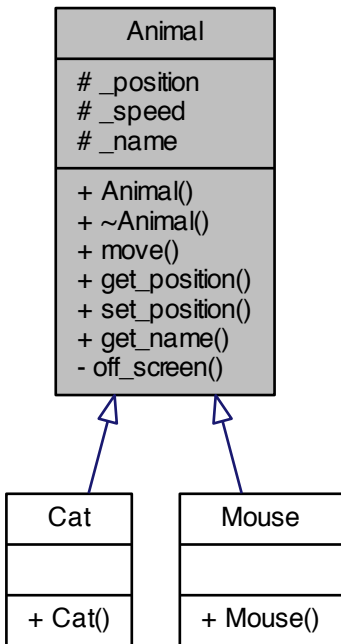 Animal
# _position
# _speed
# _name
+ Animal()
+ ~Animal()
+ move()
+ get_position()
+ set_position()
+ get_name()
- off_screen()
Cat
+ Cat()
Mouse
+ Mouse()